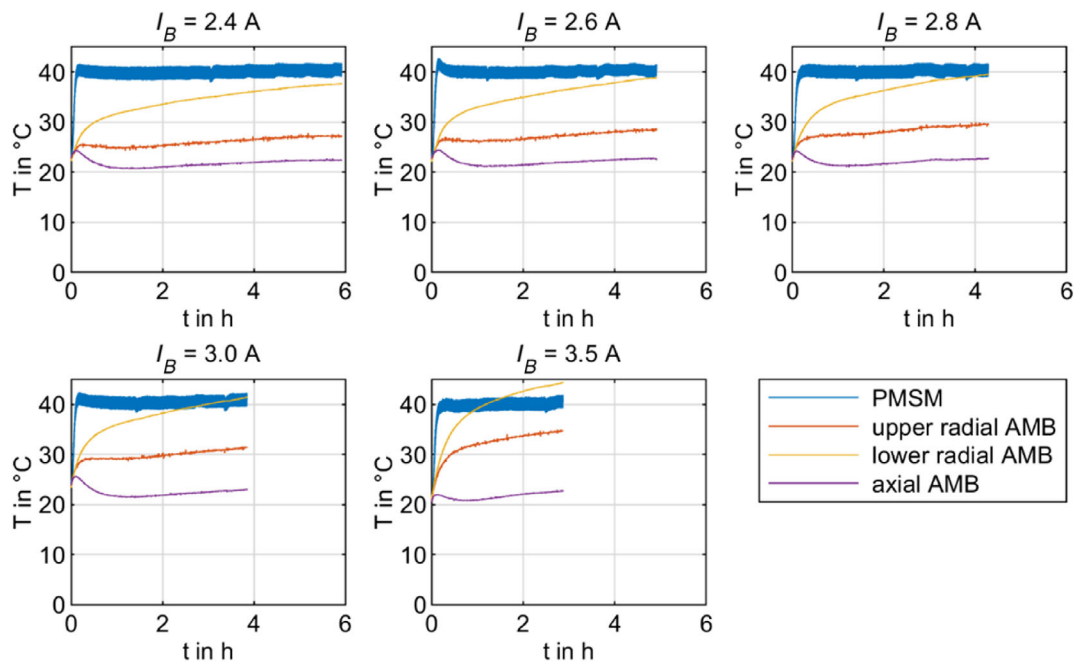 I_B = 2.4 A
T in °C
40
30
20
10
0
0 2 4 6
t in h
I_B = 2.6 A
T in °C
40
30
20
10
0
0 2 4 6
t in h
I_B = 2.8 A
T in °C
40
30
20
10
0
0 2 4 6
t in h
I_B = 3.0 A
T in °C
40
30
20
10
0
0 2 4 6
t in h
I_B = 3.5 A
T in °C
40
30
20
10
0
0 2 4 6
t in h
PMSM
upper radial AMB
lower radial AMB
axial AMB